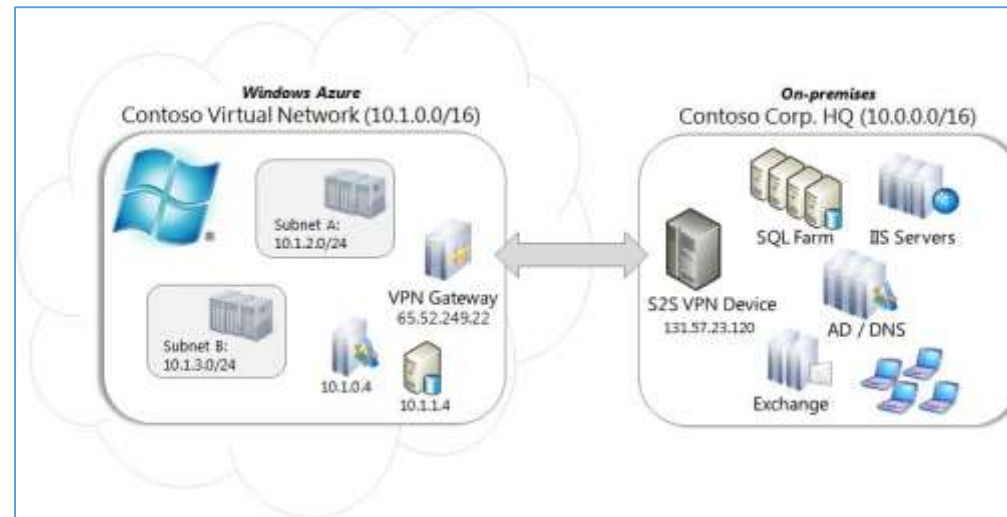 Windows Azure
Contoso Virtual Network (10.1.0.0/16)
Subnet A:
10.1.2.0/24
VPN Gateway
65.52.249.22
Subnet B:
10.1.3.0/24
10.1.0.4
10.1.1.4
On-premises
Contoso Corp. HQ (10.0.0.0/16)
SQL Farm
IIS Servers
S2S VPN Device
131.57.23.120
AD / DNS
Exchange